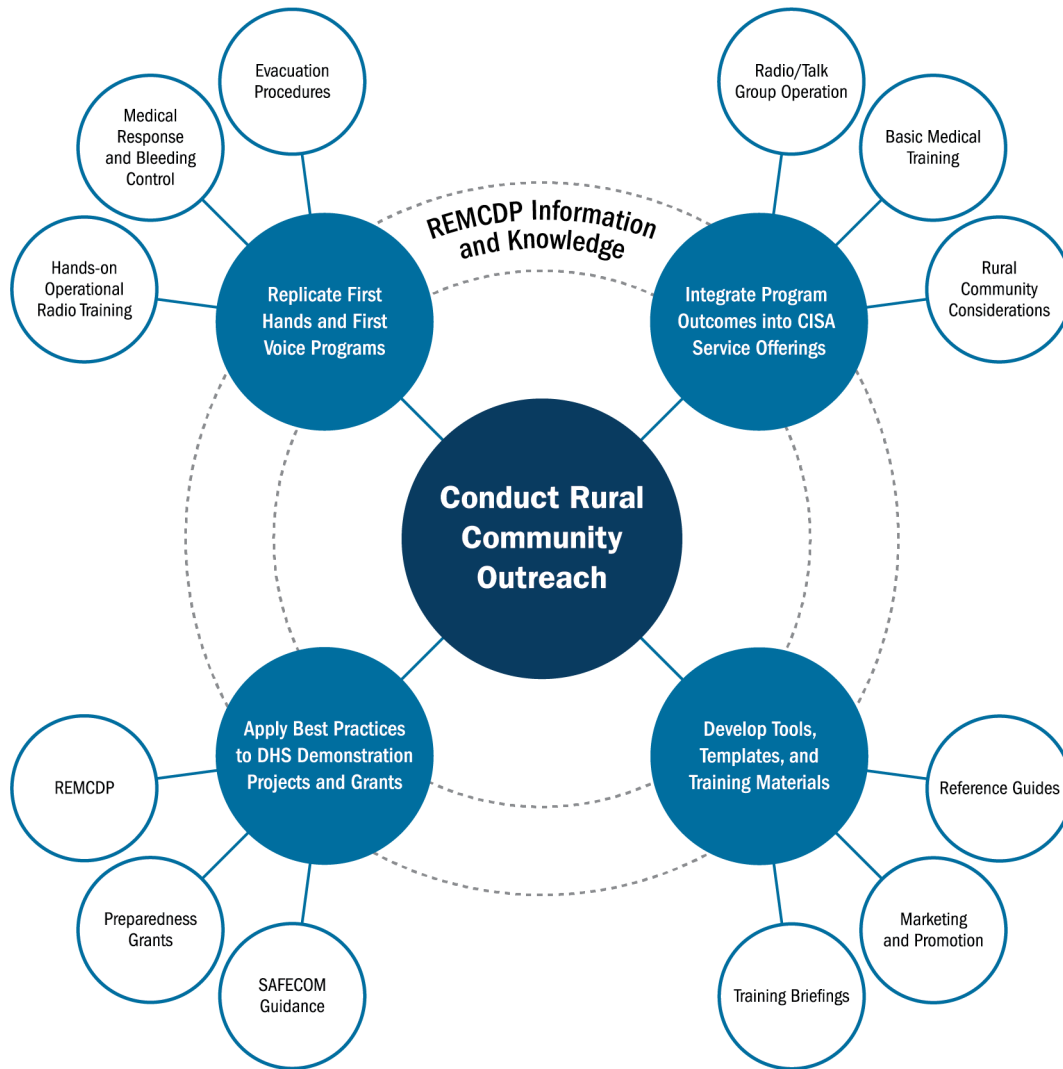 Evacuation
Procedures
Medical
Response
and Bleeding
Control
Hands-on
Operational
Radio Training
Replicate First
Hands and First
Voice Programs
REMCDP Information
and Knowledge
Radio/Talk
Group Operation
Basic Medical
Training
Rural
Community
Considerations
Integrate Program
Outcomes into CISA
Service Offerings
Conduct Rural
Community
Outreach
Apply Best Practices
to DHS Demonstration
Projects and Grants
REMCDP
Preparedness
Grants
SAFECOM
Guidance
Develop Tools,
Templates, and
Training Materials
Reference Guides
Marketing
and Promotion
Training Briefings